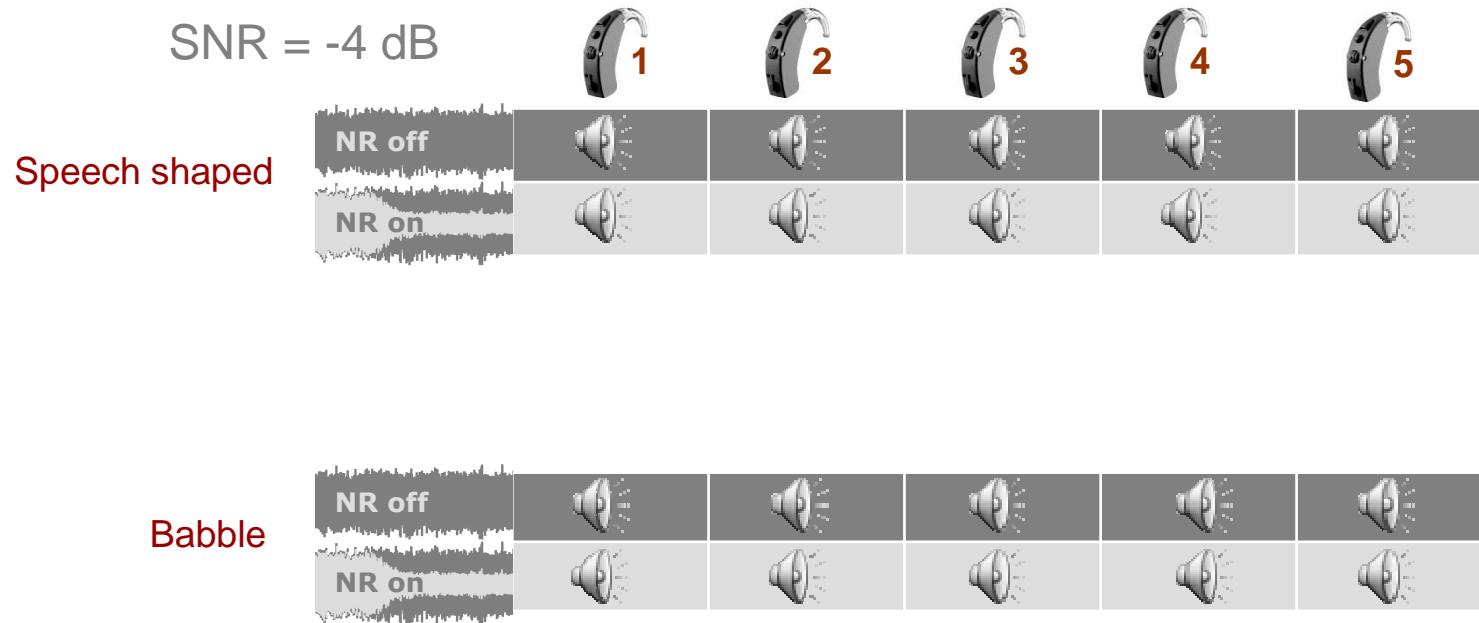 SNR = -4 dB
1 2 3 4 5
Speech shaped
NR off
NR on
Babble
NR off
NR on